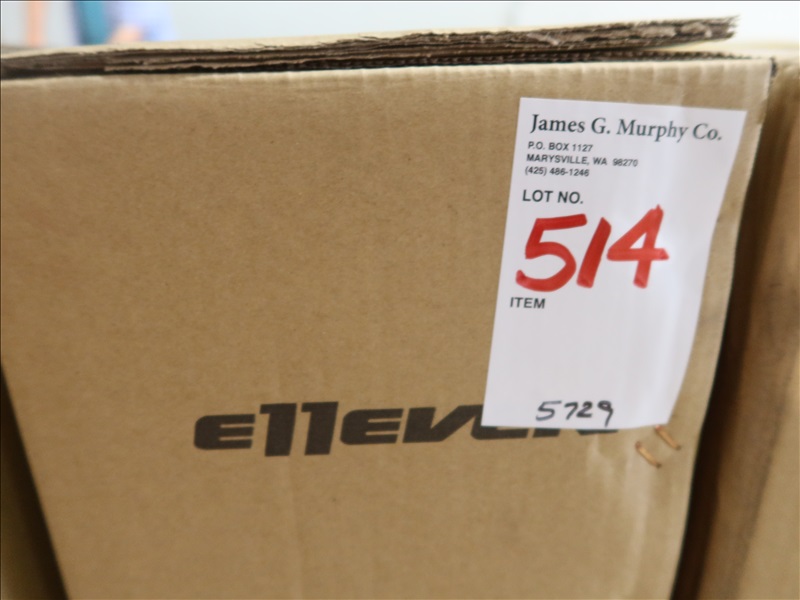 James G. Murphy Co.
P.O. BOX 1127
MARYSVILLE, WA 98270
(425) 486-1246
LOT NO.
514
ITEM
5729